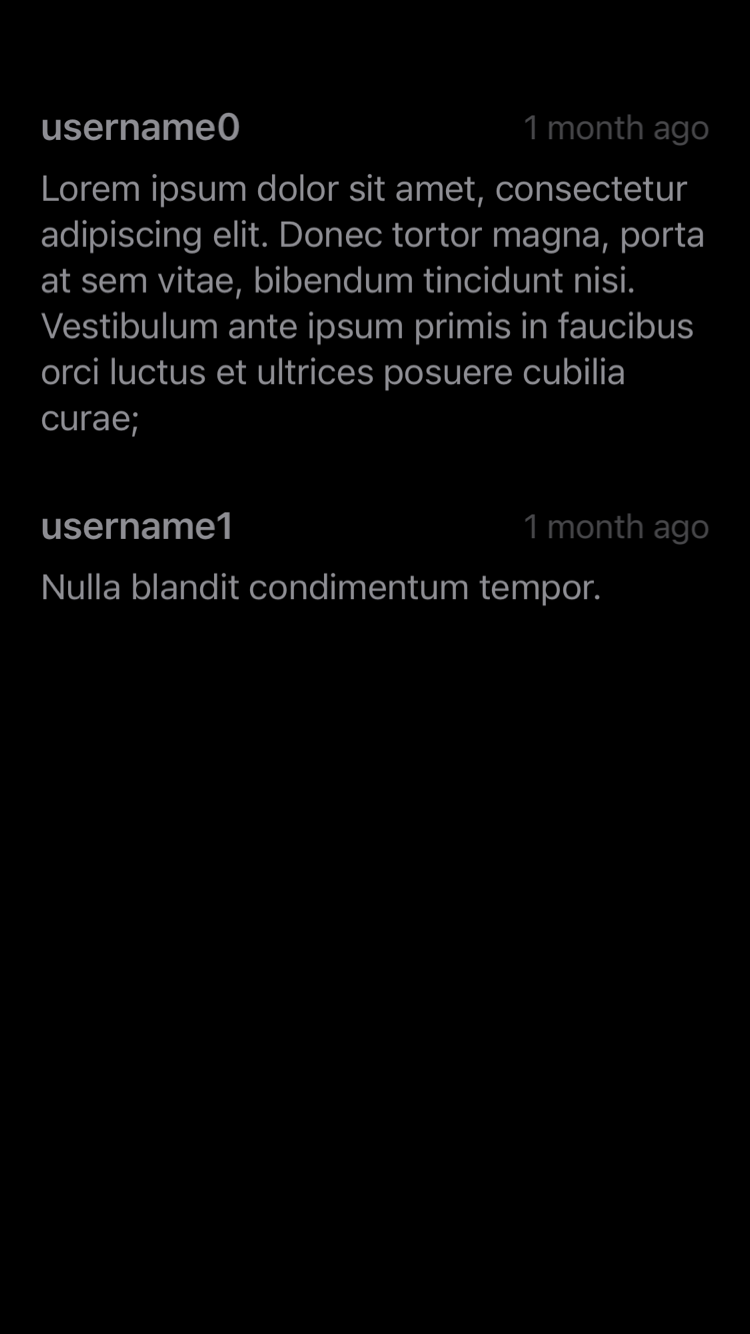 username0 1 month ago
Lorem ipsum dolor sit amet, consectetur
adipiscing elit. Donec tortor magna, porta
at sem vitae, bibendum tincidunt nisi.
Vestibulum ante ipsum primis in faucibus
orci luctus et ultrices posuere cubilia
curae;
username1 1 month ago
Nulla blandit condimentum tempor.